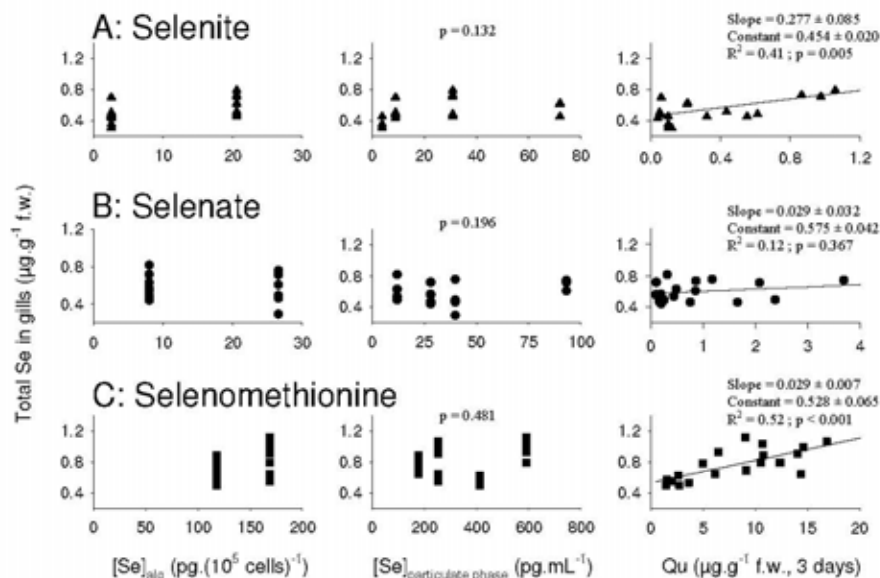 A: Selenite
p = 0.132
Slope = 0.277 ± 0.085
Constant = 0.454 ± 0.020
R² = 0.41 ; p = 0.005
1.2
0.8
0.4
0 10 20 30
0 20 40 60 80
0.0 0.4 0.8 1.2
Total Se in gills (µg.g⁻¹ f.w.)
B: Selenate
p = 0.196
Slope = 0.029 ± 0.032
Constant = 0.575 ± 0.042
R² = 0.12 ; p = 0.367
1.2
0.8
0.4
0 10 20 30
0 25 50 75 100
0 1 2 3 4
C: Selenomethionine
p = 0.481
Slope = 0.029 ± 0.007
Constant = 0.528 ± 0.065
R² = 0.52 ; p < 0.001
1.2
0.8
0.4
0 50 100 150 200
0 200 400 600 800
0 5 10 15 20
[Se]alg (pg.(10⁵ cells)⁻¹)
[Se]particulate phase (pg.mL⁻¹)
Qu (µg.g⁻¹ f.w., 3 days)